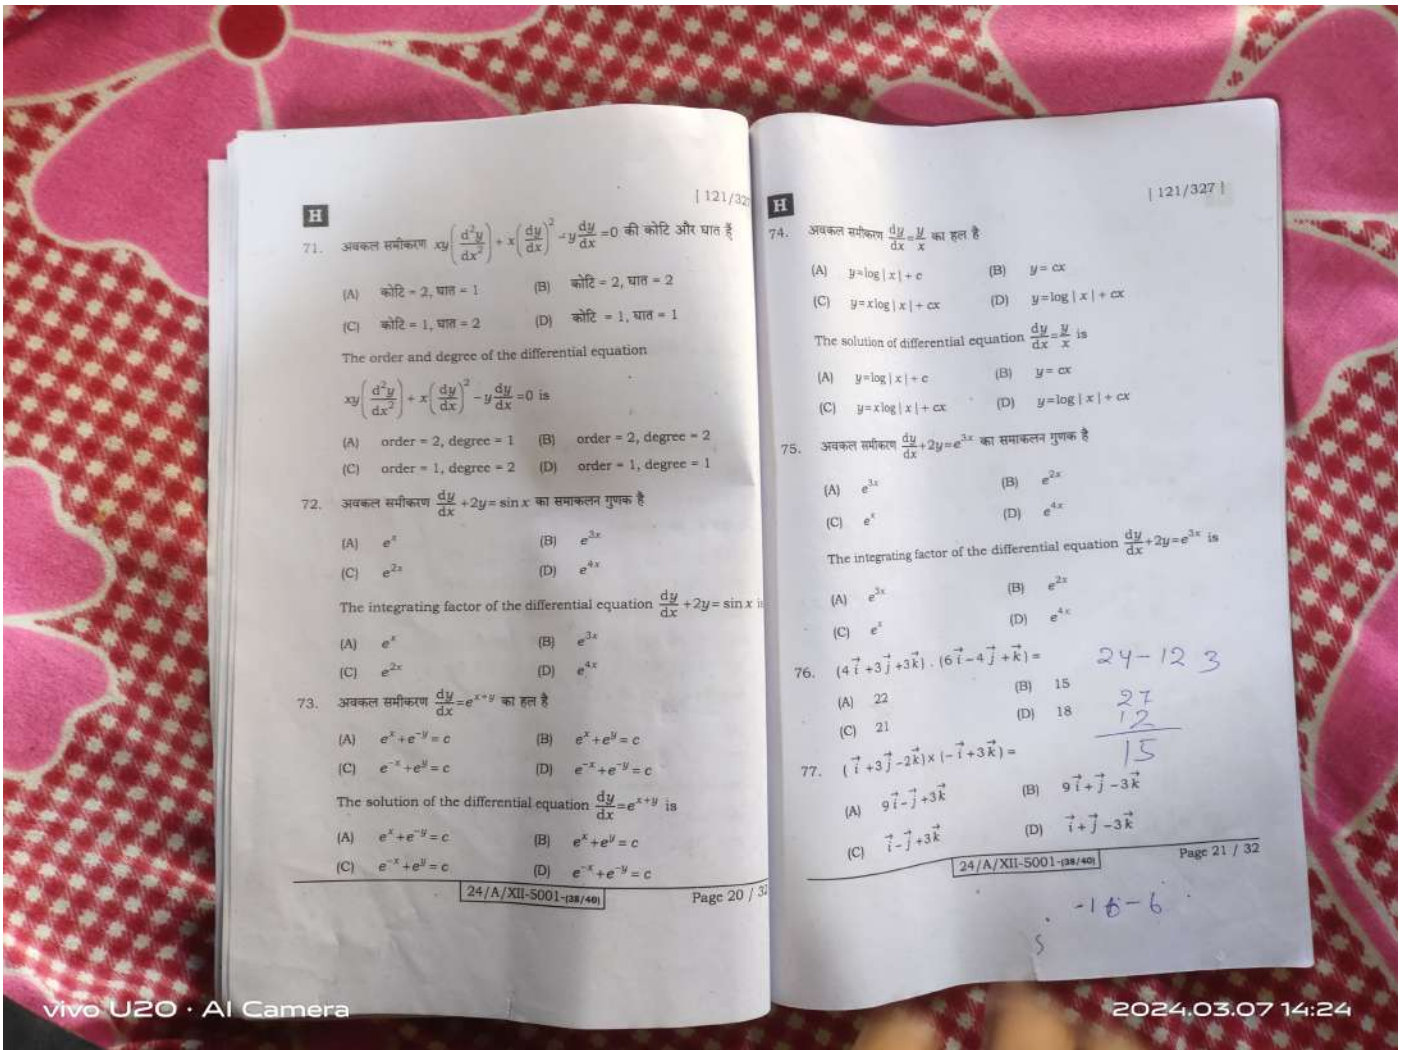 H
[ 121/327
71. अवकल समीकरण xy(d²y/dx²) + x(dy/dx)² - y dy/dx = 0 की कोटि और घात हैं
(A) कोटि = 2, घात = 1 (B) कोटि = 2, घात = 2
(C) कोटि = 1, घात = 2 (D) कोटि = 1, घात = 1
The order and degree of the differential equation
xy(d²y/dx²) + x(dy/dx)² - y dy/dx = 0 is
(A) order = 2, degree = 1 (B) order = 2, degree = 2
(C) order = 1, degree = 2 (D) order = 1, degree = 1
72. अवकल समीकरण dy/dx + 2y = sin x का समाकलन गुणक है
(A) eˣ (B) e³ˣ
(C) e²ˣ (D) e⁴ˣ
The integrating factor of the differential equation dy/dx + 2y = sin x is
(A) eˣ (B) e³ˣ
(C) e²ˣ (D) e⁴ˣ
73. अवकल समीकरण dy/dx = eˣ⁺ʸ का हल है
(A) eˣ + e⁻ʸ = c (B) eˣ + eʸ = c
(C) e⁻ˣ + eʸ = c (D) e⁻ˣ + e⁻ʸ = c
The solution of the differential equation dy/dx = eˣ⁺ʸ is
(A) eˣ + e⁻ʸ = c (B) eˣ + eʸ = c
(C) e⁻ˣ + eʸ = c (D) e⁻ˣ + e⁻ʸ = c
24/A/XII-5001-(38/40) Page 20 / 32
H
[ 121/327 ]
74. अवकल समीकरण dy/dx = y/x का हल है
(A) y = log | x | + c (B) y = cx
(C) y = x log | x | + cx (D) y = log | x | + cx
The solution of differential equation dy/dx = y/x is
(A) y = log | x | + c (B) y = cx
(C) y = x log | x | + cx (D) y = log | x | + cx
75. अवकल समीकरण dy/dx + 2y = e³ˣ का समाकलन गुणक है
(A) e³ˣ (B) e²ˣ
(C) eˣ (D) e⁴ˣ
The integrating factor of the differential equation dy/dx + 2y = e³ˣ is
(A) e³ˣ (B) e²ˣ
(C) eˣ (D) e⁴ˣ
76. (4i⃗ + 3j⃗ + 3k⃗) . (6i⃗ - 4j⃗ + k⃗) = 24-12 3
(A) 22 (B) 15 27
(C) 21 (D) 18 12
15
77. (i⃗ + 3j⃗ - 2k⃗) × (-i⃗ + 3k⃗) =
(A) 9i⃗ - j⃗ + 3k⃗ (B) 9i⃗ + j⃗ - 3k⃗
(C) i⃗ - j⃗ + 3k⃗ (D) i⃗ + j⃗ - 3k⃗
24/A/XII-5001-(38/40) Page 21 / 32
vivo U20 · AI Camera
2024.03.07 14:24